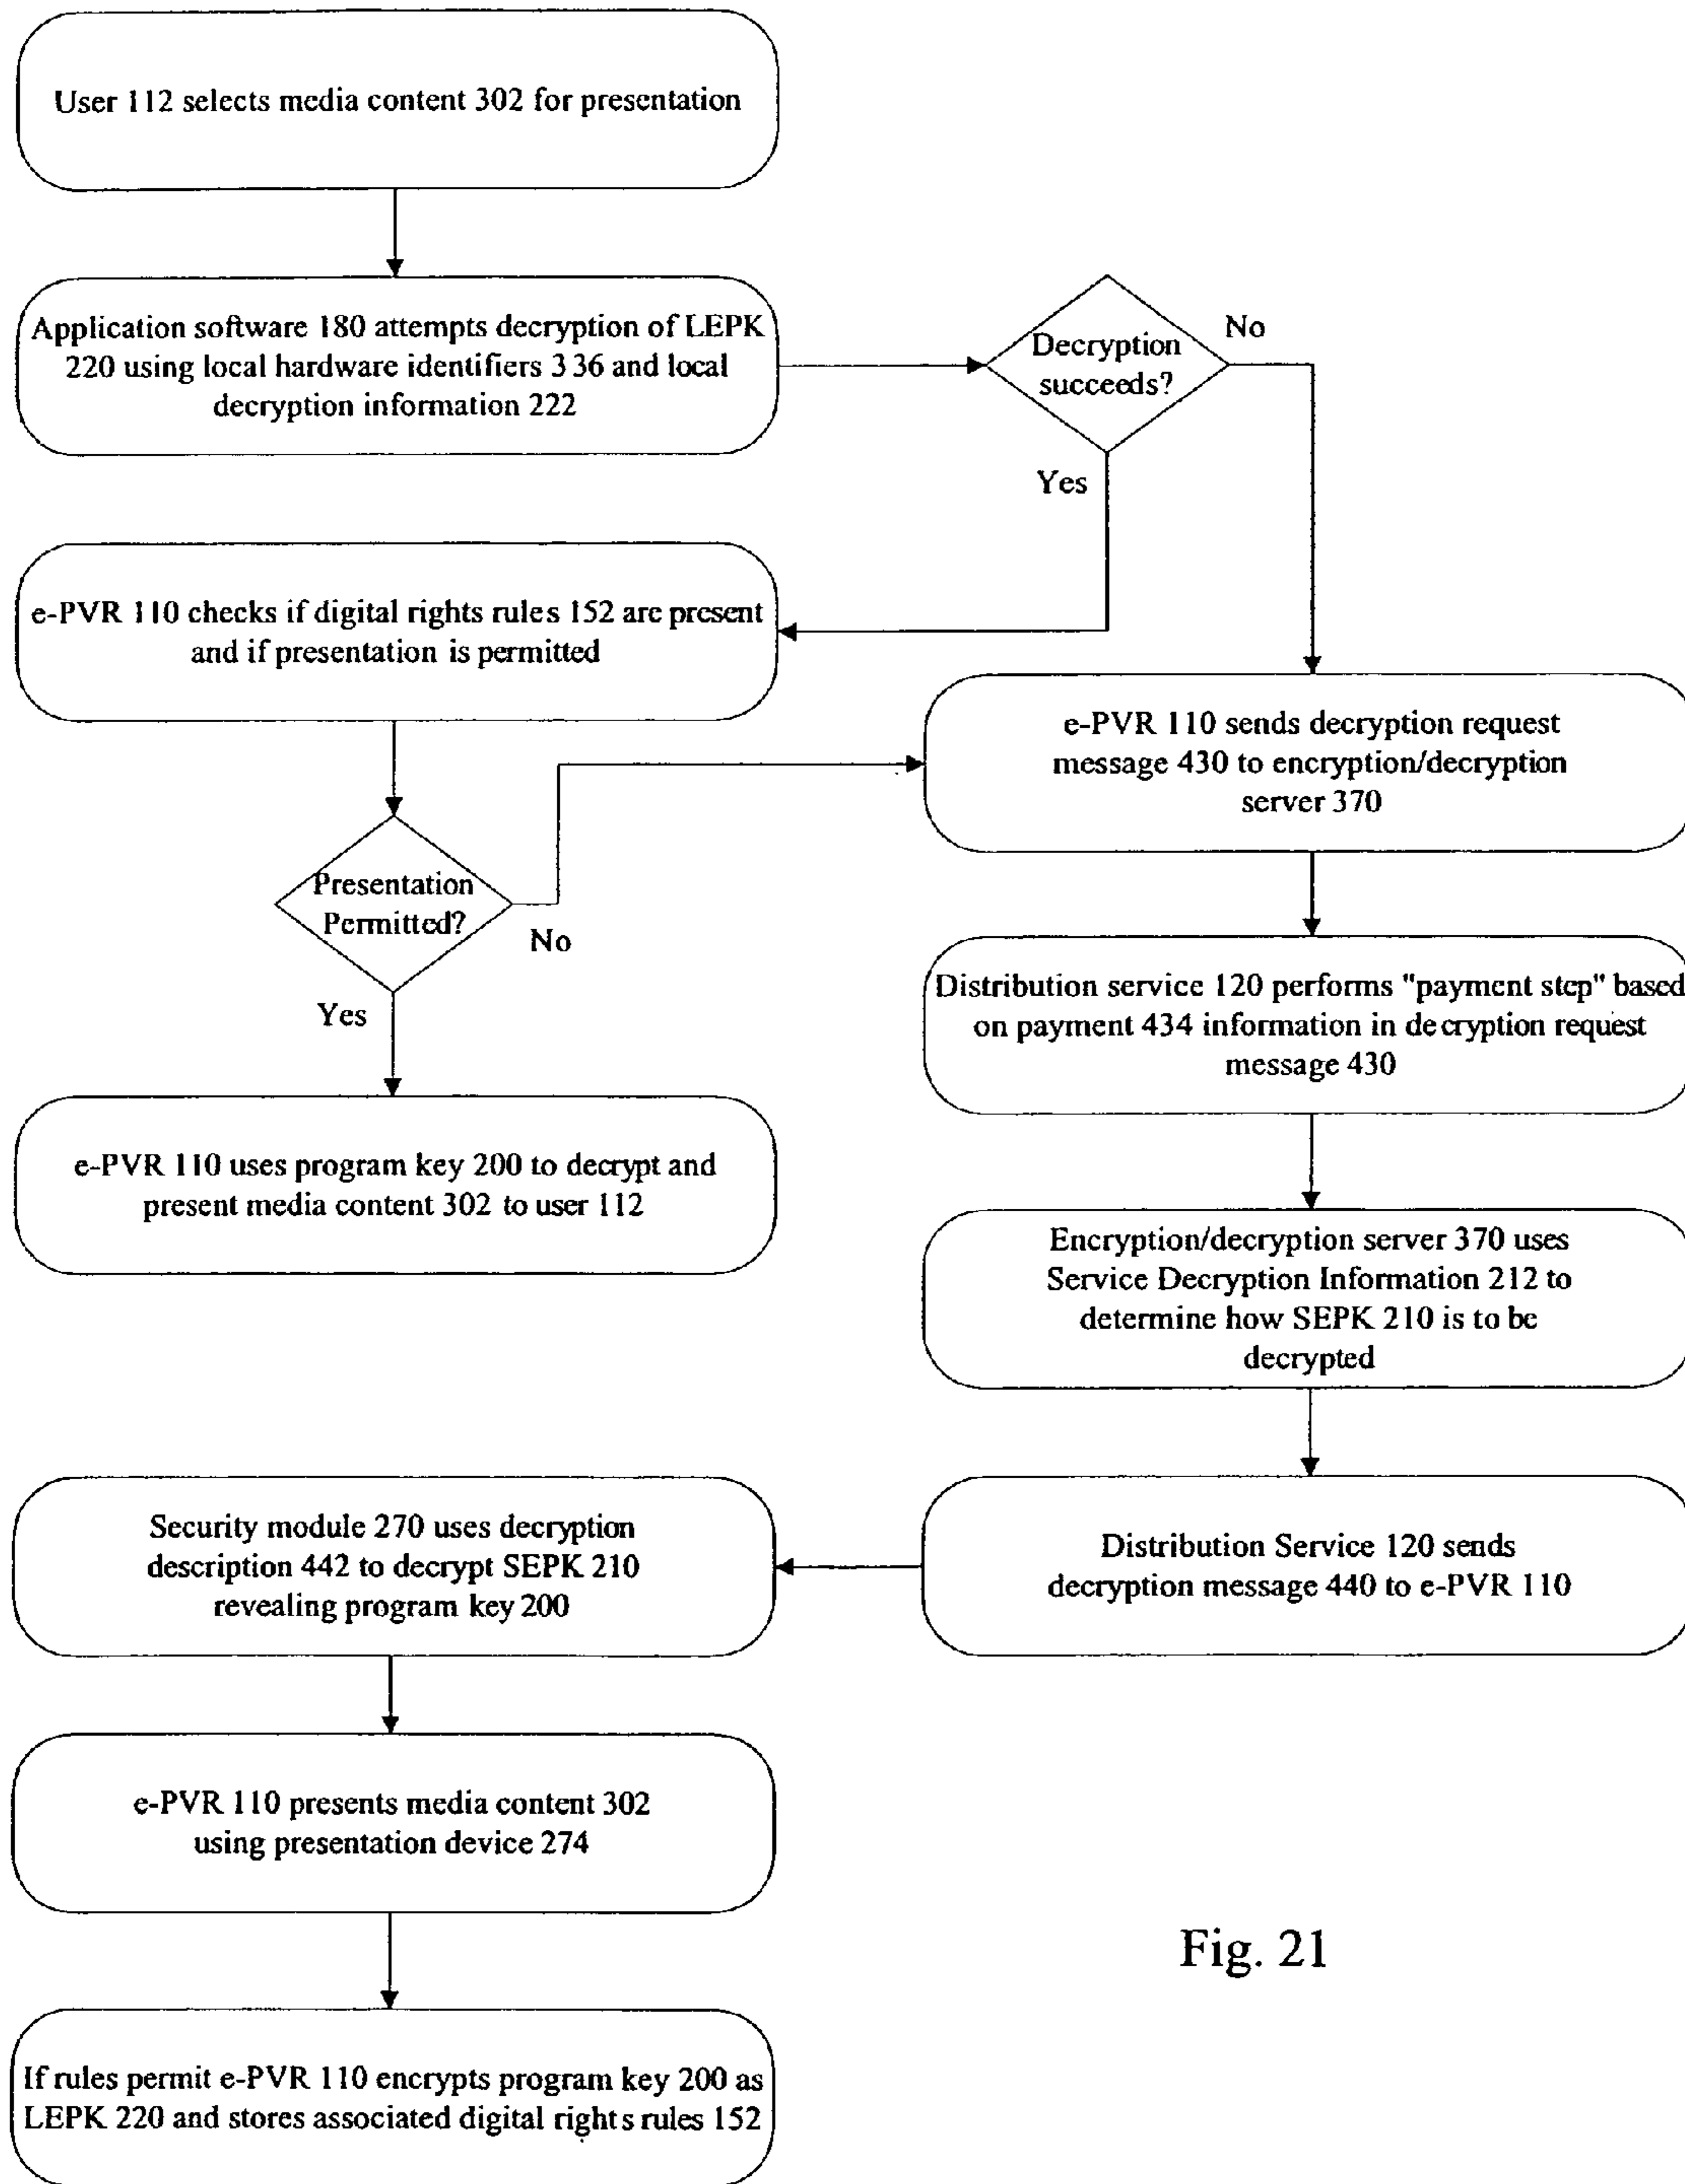 User 112 selects media content 302 for presentation
Application software 180 attempts decryption of LEPK
220 using local hardware identifiers 336 and local
decryption information 222
Decryption
succeeds?
No
Yes
e-PVR 110 checks if digital rights rules 152 are present
and if presentation is permitted
e-PVR 110 sends decryption request
message 430 to encryption/decryption
server 370
Presentation
Permitted?
No
Yes
Distribution service 120 performs "payment step" based
on payment 434 information in decryption request
message 430
e-PVR 110 uses program key 200 to decrypt and
present media content 302 to user 112
Encryption/decryption server 370 uses
Service Decryption Information 212 to
determine how SEPK 210 is to be
decrypted
Distribution Service 120 sends
decryption message 440 to e-PVR 110
Security module 270 uses decryption
description 442 to decrypt SEPK 210
revealing program key 200
e-PVR 110 presents media content 302
using presentation device 274
If rules permit e-PVR 110 encrypts program key 200 as
LEPK 220 and stores associated digital rights rules 152
Fig. 21